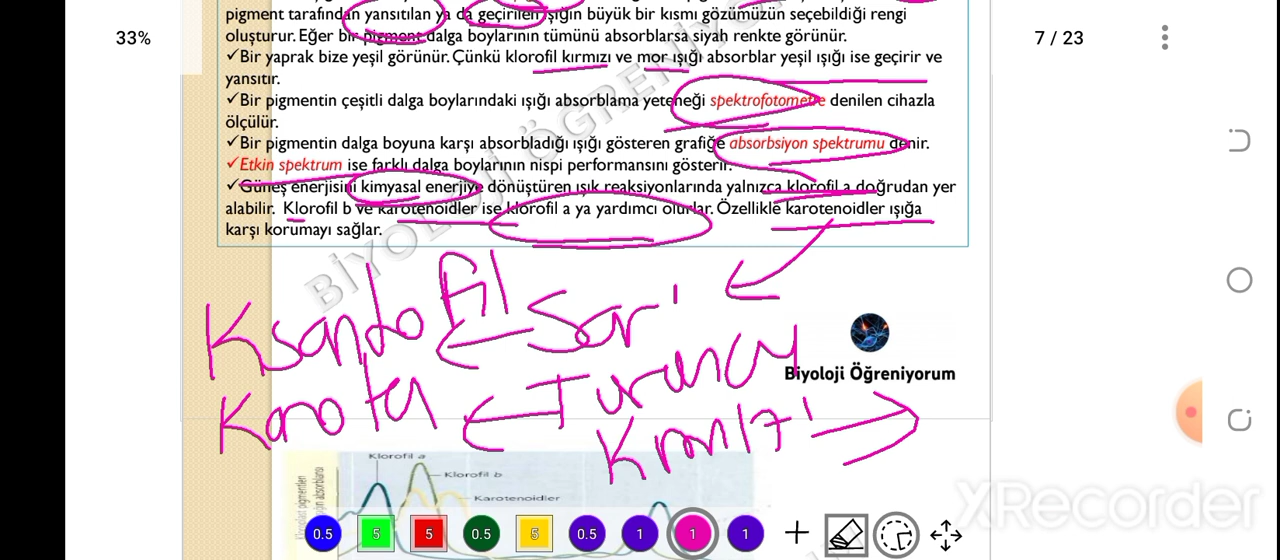 pigment tarafından yansıtılan ya da geçirilen ışığın büyük bir kısmı gözümüzün seçebildiği rengi
oluşturur. Eğer bir pigment dalga boylarının tümünü absorblarsa siyah renkte görünür.
33%
7 / 23
✓Bir yaprak bize yeşil görünür. Çünkü klorofil kırmızı ve mor ışığı absorblar yeşil ışığı ise geçirir ve
yansıtır.
✓Bir pigmentin çeşitli dalga boylarındaki ışığı absorblama yeteneği spektrofotometre denilen cihazla
ölçülür.
✓Bir pigmentin dalga boyuna karşı absorbladığı ışığı gösteren grafiğe absorbsiyon spektrumu denir.
✓Etkin spektrum ise farklı dalga boylarının nispi performansını gösterir.
✓Güneş enerjisini kimyasal enerjiye dönüştüren ışık reaksiyonlarında yalnızca klorofil a doğrudan yer
alabilir. Klorofil b ve karotenoidler ise klorofil a ya yardımcı olurlar. Özellikle karotenoidler ışığa
karşı korumayı sağlar.
BİYOLOJİ ÖĞRENİYO
Ksantofil Sarı
Biyoloji Öğreniyorum
Karoten Turuncu
Kırmızı
Klorofil a
Klorofil b
Karotenoidler
XRecorder
0.5 5 5 0.5 5 0.5 1 1 1